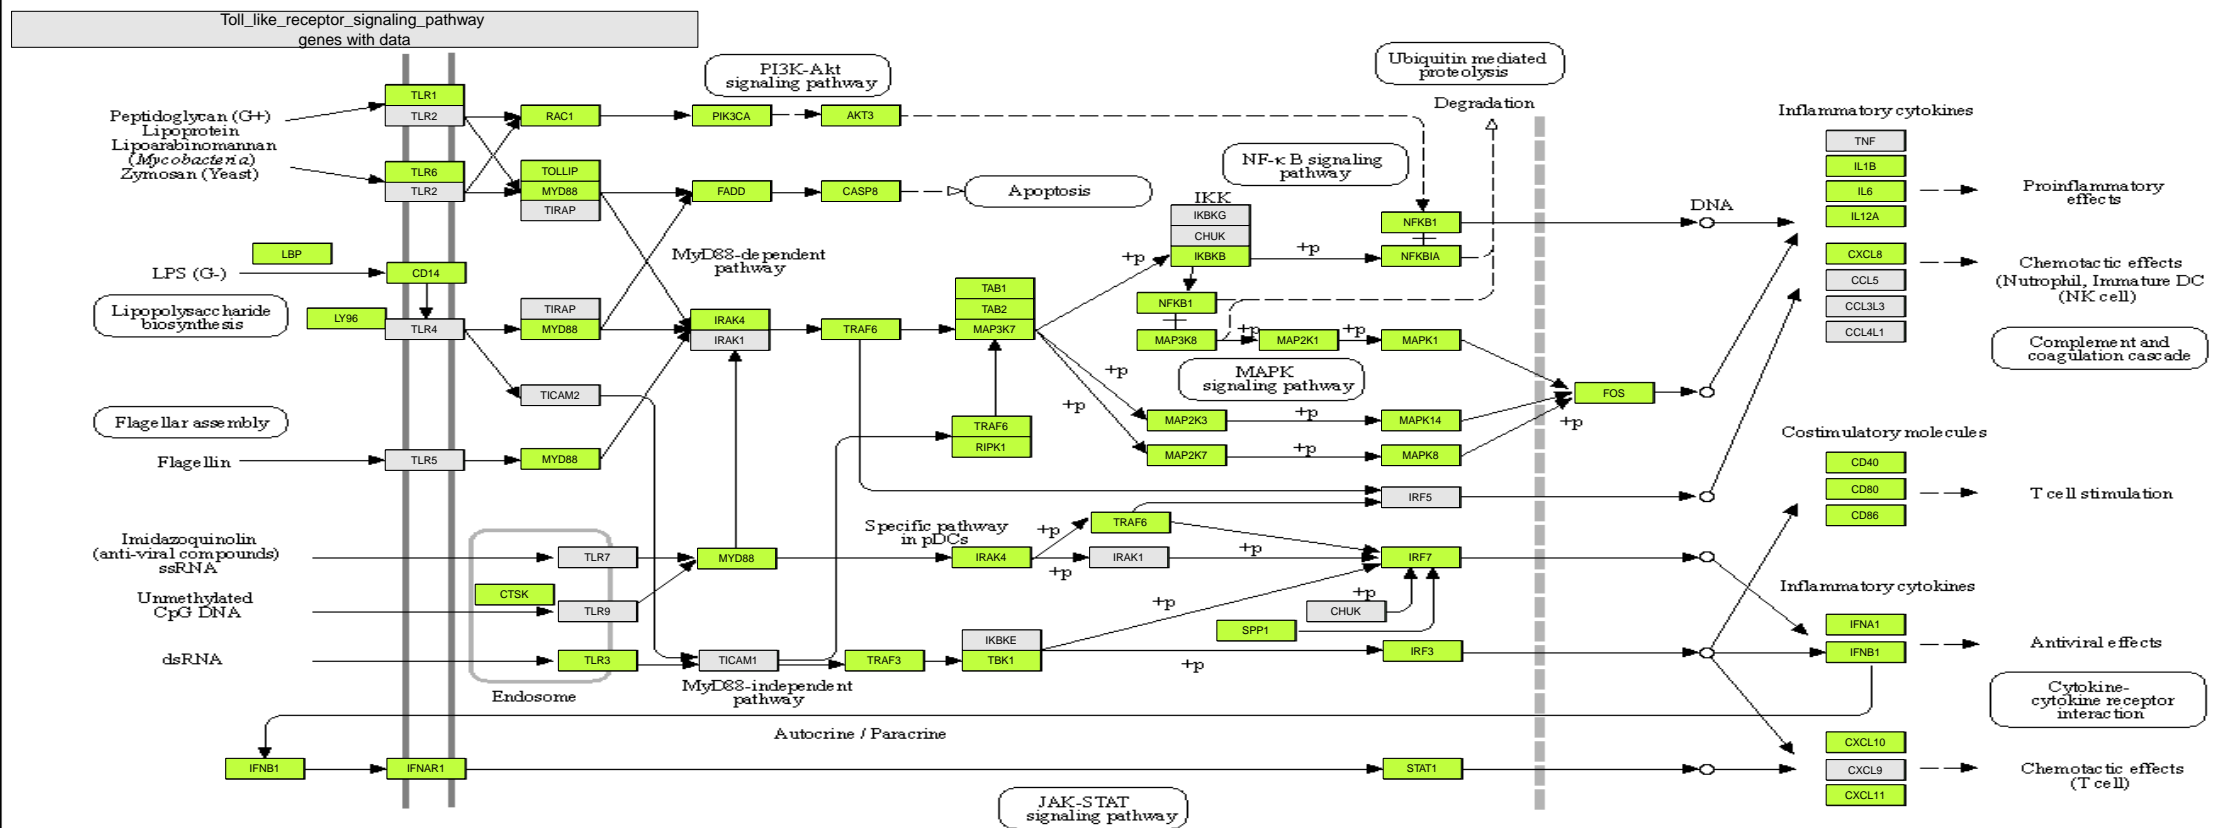 Toll_like_receptor_signaling_pathway
genes with data
PI3K-Akt
signaling pathway
Ubiquitin mediated
proteolysis
Degradation
Peptidoglycan (G+)
Lipoprotein
Lipoarabinomannan
(Mycobacteria)
Zymosan (Yeast)
TLR1
TLR2
RAC1
PIK3CA
AKT3
TLR6
TLR2
TOLLIP
MYD88
TIRAP
FADD
CASP8
Apoptosis
NF-κ B signaling
pathway
IKK
IKBKG
CHUK
IKBKB
+p
+p
NFKB1
NFKBIA
DNA
Inflammatory cytokines
TNF
IL1B
IL6
IL12A
Proinflammatory
effects
CXCL8
CCL5
CCL3L3
CCL4L1
Chemotactic effects
(Nutrophil, Immature DC
(NK cell)
Complement and
coagulation cascade
LBP
LPS (G-)
CD14
Lipopolysaccharide
biosynthesis
LY96
TLR4
TIRAP
MYD88
MyD88-dependent
pathway
IRAK4
IRAK1
TRAF6
TAB1
TAB2
MAP3K7
NFKB1
MAP3K8
+p
MAP2K1
+p
MAPK1
MAPK
signaling pathway
TICAM2
FOS
+p
+p
+p
MAP2K3
+p
MAPK14
MAP2K7
+p
MAPK8
Flagellar assembly
Flagellin
TLR5
MYD88
TRAF6
RIPK1
IRF5
Costimulatory molecules
CD40
CD80
CD86
T cell stimulation
Specific pathway
in pDCs
Imidazoquinolin
(anti-viral compounds)
ssRNA
TLR7
MYD88
IRAK4
+p
+p
TRAF6
IRAK1
+p
IRF7
Unmethylated
CpG DNA
CTSK
TLR9
+p
CHUK
+p
SPP1
Inflammatory cytokines
IFNA1
IFNB1
Antiviral effects
dsRNA
TLR3
TICAM1
TRAF3
IKBKE
TBK1
+p
IRF3
Endosome
MyD88-independent
pathway
Cytokine-
cytokine receptor
interaction
Autocrine / Paracrine
IFNB1
IFNAR1
STAT1
CXCL10
CXCL9
CXCL11
Chemotactic effects
(T cell)
JAK-STAT
signaling pathway